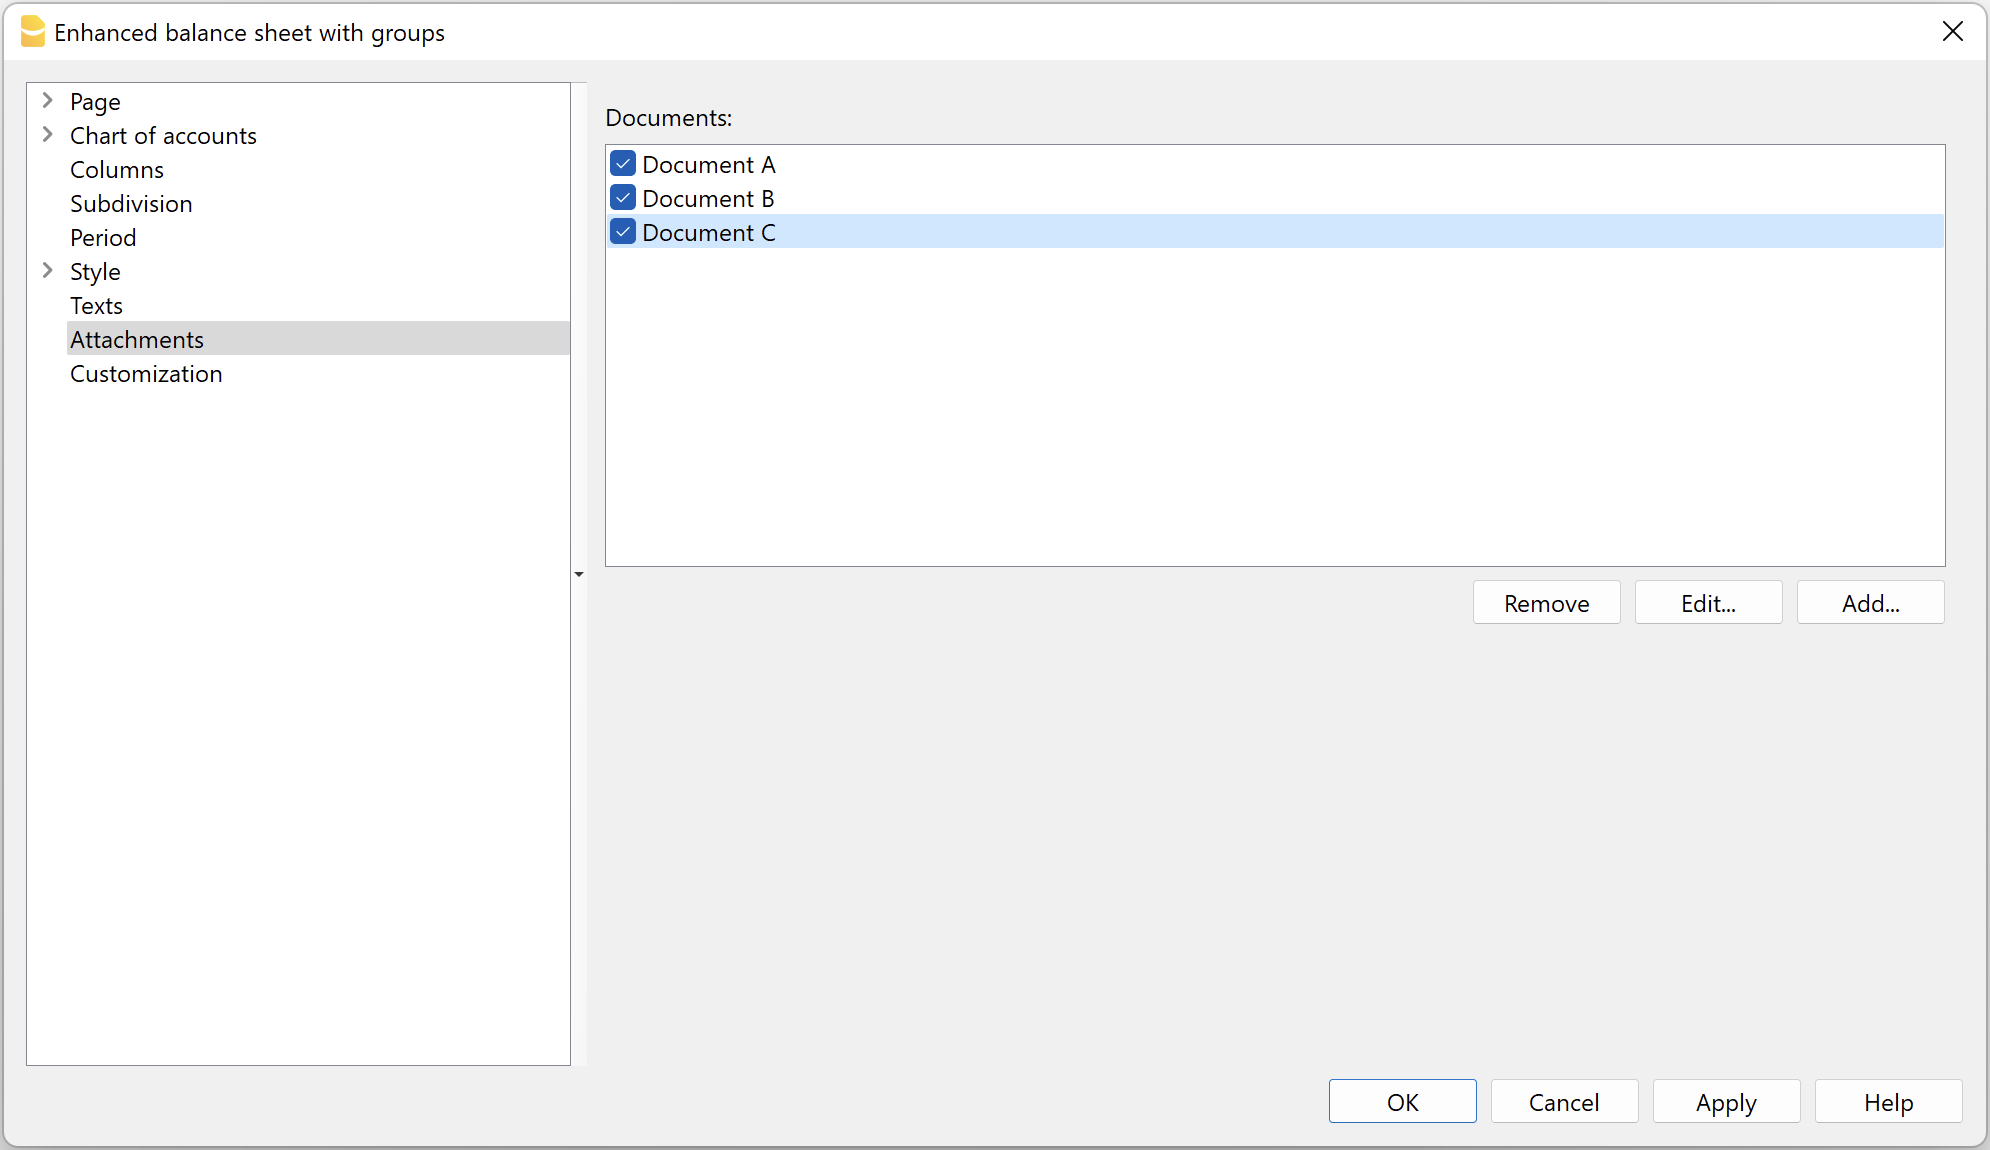 Enhanced balance sheet with groups
Page
Chart of accounts
Columns
Subdivision
Period
Style
Texts
Attachments
Customization
Documents:
Document A
Document B
Document C
Remove
Edit...
Add...
OK
Cancel
Apply
Help